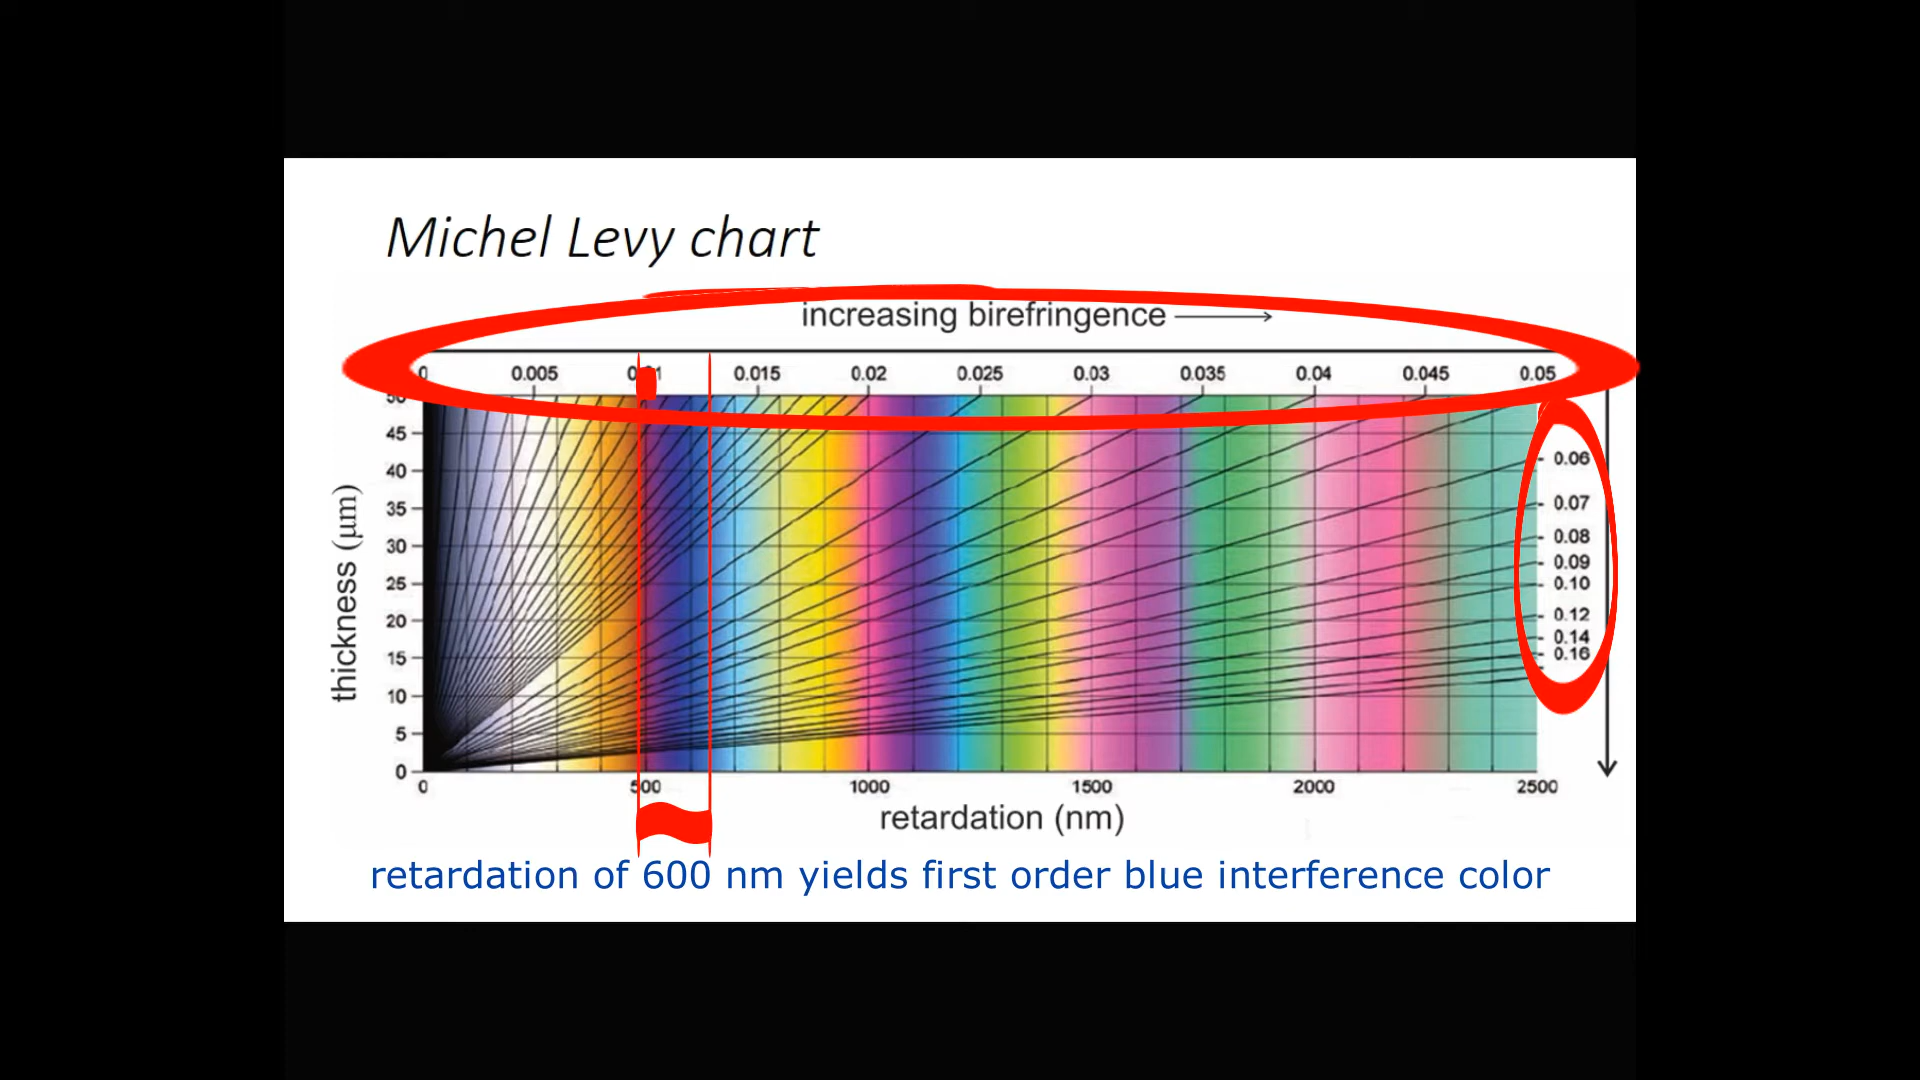 Michel Levy chart
increasing birefringence
0 0.005 0.015 0.02 0.025 0.03 0.035 0.04 0.045 0.05
50
45
40
35
30
25
20
15
10
5
0
thickness (µm)
0.06
0.07
0.08
0.09
0.10
0.12
0.14
0.16
0 500 1000 1500 2000 2500
retardation (nm)
retardation of 600 nm yields first order blue interference color